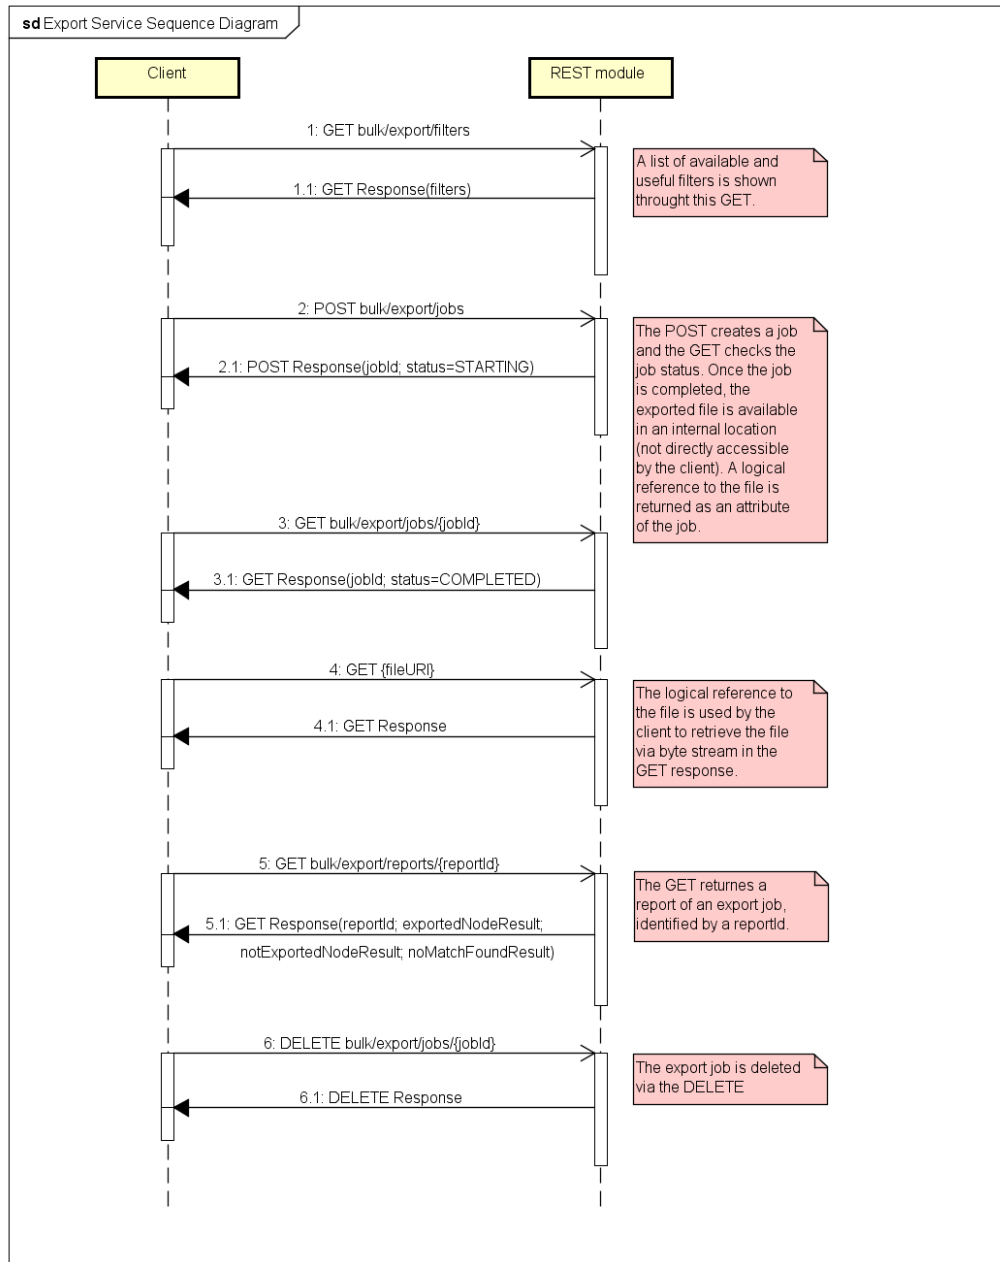 sd Export Service Sequence Diagram
Client
REST module
1: GET bulk/export/filters
1.1: GET Response(filters)
A list of available and
useful filters is shown
throught this GET.
2: POST bulk/export/jobs
2.1: POST Response(jobId; status=STARTING)
The POST creates a job
and the GET checks the
job status. Once the job
is completed, the
exported file is available
in an internal location
(not directly accessible
by the client). A logical
reference to the file is
returned as an attribute
of the job.
3: GET bulk/export/jobs/{jobId}
3.1: GET Response(jobId; status=COMPLETED)
4: GET {fileURI}
4.1: GET Response
The logical reference to
the file is used by the
client to retrieve the file
via byte stream in the
GET response.
5: GET bulk/export/reports/{reportId}
5.1: GET Response(reportId; exportedNodeResult;
notExportedNodeResult; noMatchFoundResult)
The GET returnes a
report of an export job,
identified by a reportId.
6: DELETE bulk/export/jobs/{jobId}
6.1: DELETE Response
The export job is deleted
via the DELETE